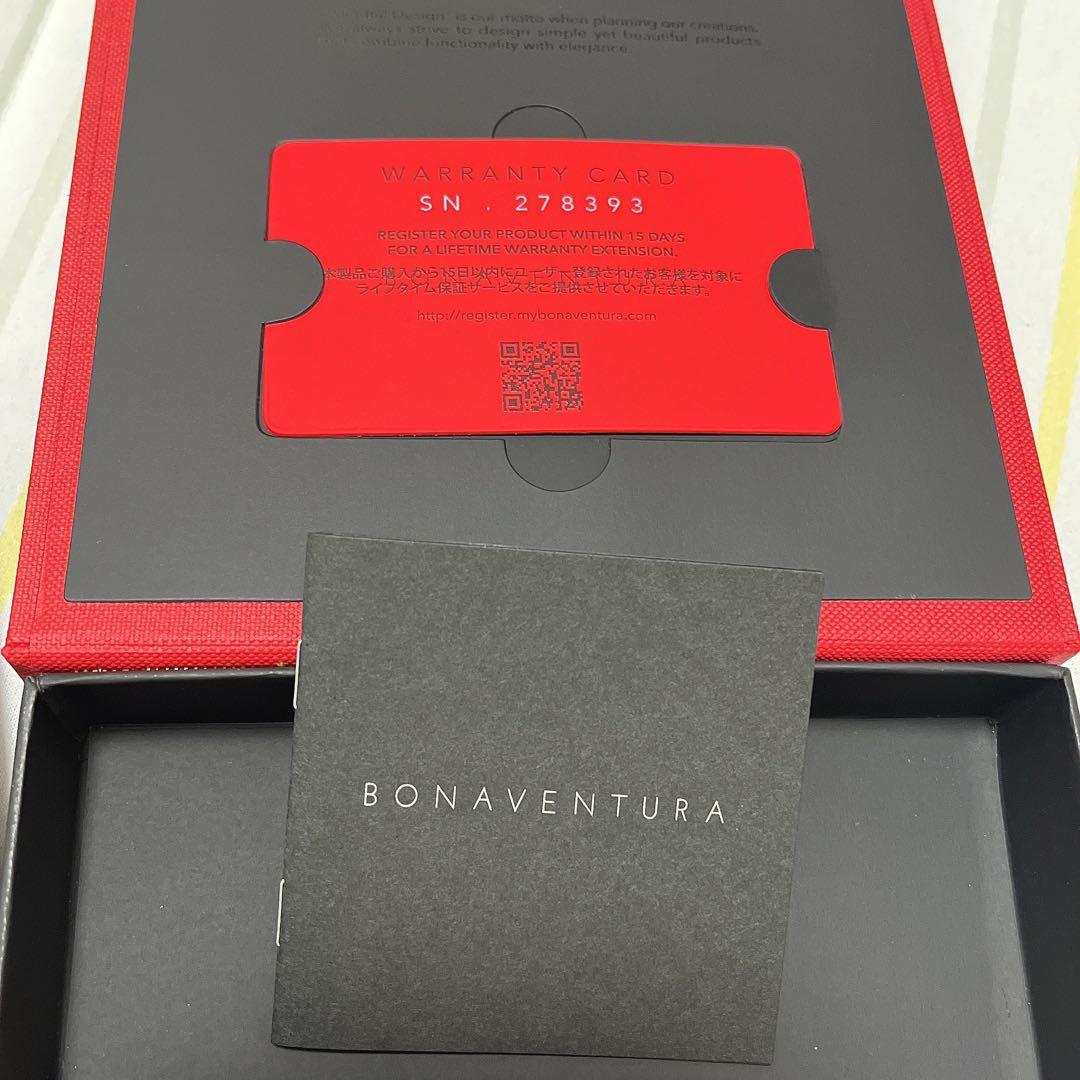 Design" is our motto when planning our creations.
always strive to design simple yet beautiful products
combine functionality with elegance.
WARRANTY CARD
SN . 278393
REGISTER YOUR PRODUCT WITHIN 15 DAYS
FOR A LIFETIME WARRANTY EXTENSION.
本製品ご購入から15日以内にユーザー登録されたお客様を対象に
ライフタイム保証サービスをご提供させていただきます。
http://register.mybonaventura.com
BONAVENTURA